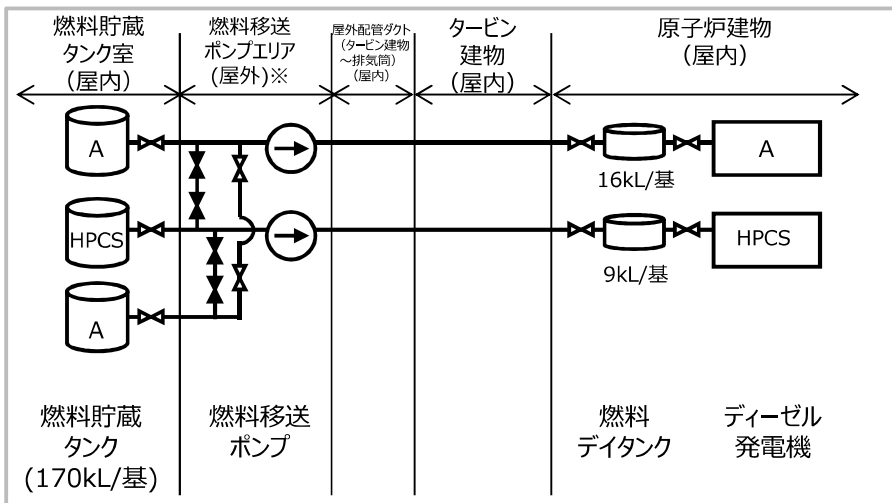 燃料貯蔵
タンク室
(屋内)
燃料移送
ポンプエリア
(屋外)※
屋外配管ダクト
(タービン建物
～排気筒)
(屋内)
タービン
建物
(屋内)
原子炉建物
(屋内)
A
HPCS
A
16kL/基
9kL/基
A
HPCS
燃料貯蔵
タンク
(170kL/基)
燃料移送
ポンプ
燃料
デイタンク
ディーゼル
発電機